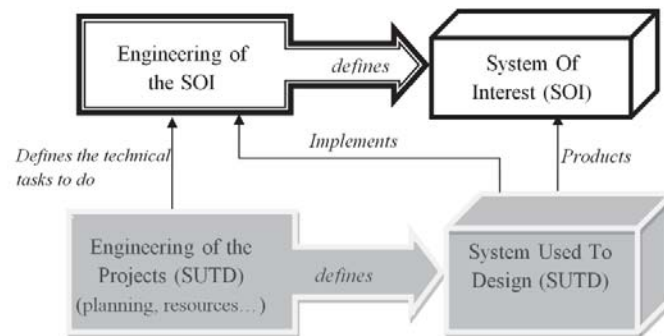 Engineering of
the SOI
defines
System Of
Interest (SOI)
Defines the technical
tasks to do
Implements
Products
Engineering of the
Projects (SUTD)
(planning, resources…)
defines
System Used To
Design (SUTD)